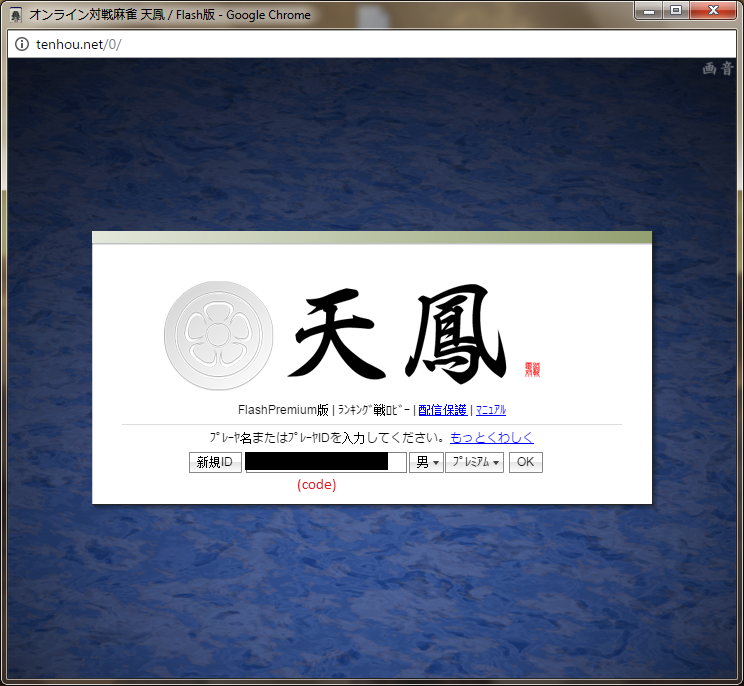 オンライン対戦麻雀 天鳳 / Flash版 - Google Chrome
tenhou.net/0/
画 音
天鳳
FlashPremium版 | ﾗﾝｷﾝｸﾞ戦ﾛﾋﾞｰ | 配信保護 | ﾏﾆｭｱﾙ
ﾌﾟﾚｰﾔ名またはﾌﾟﾚｰﾔIDを入力してください。もっとくわしく
新規ID 男 ﾌﾟﾚﾐｱﾑ OK
(code)